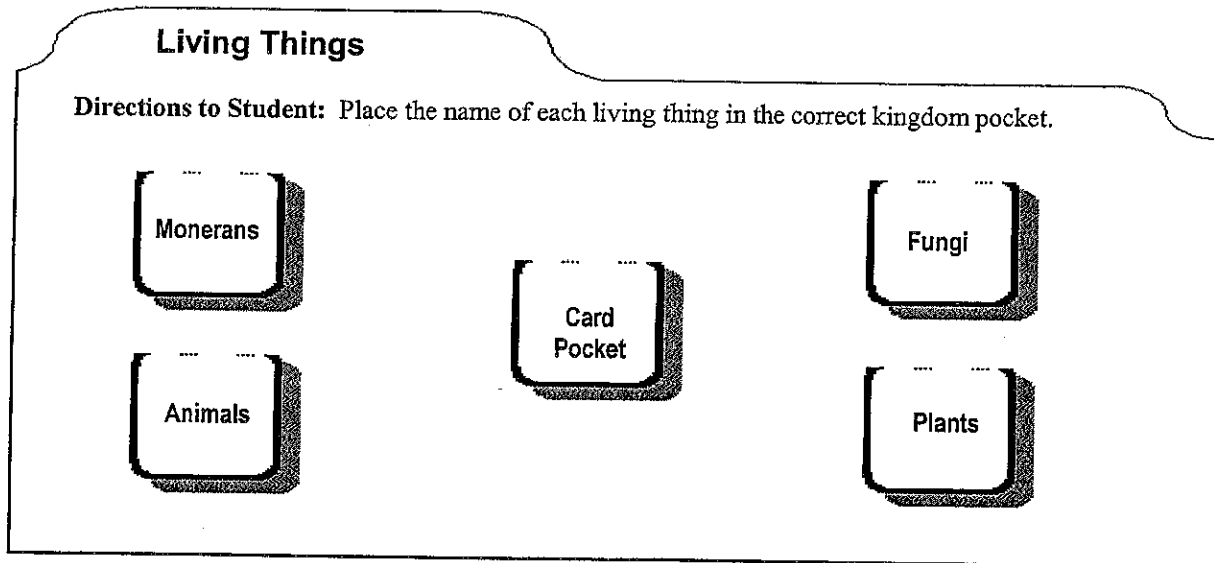 Living Things
Directions to Student: Place the name of each living thing in the correct kingdom pocket.
Monerans
Fungi
Card
Pocket
Animals
Plants